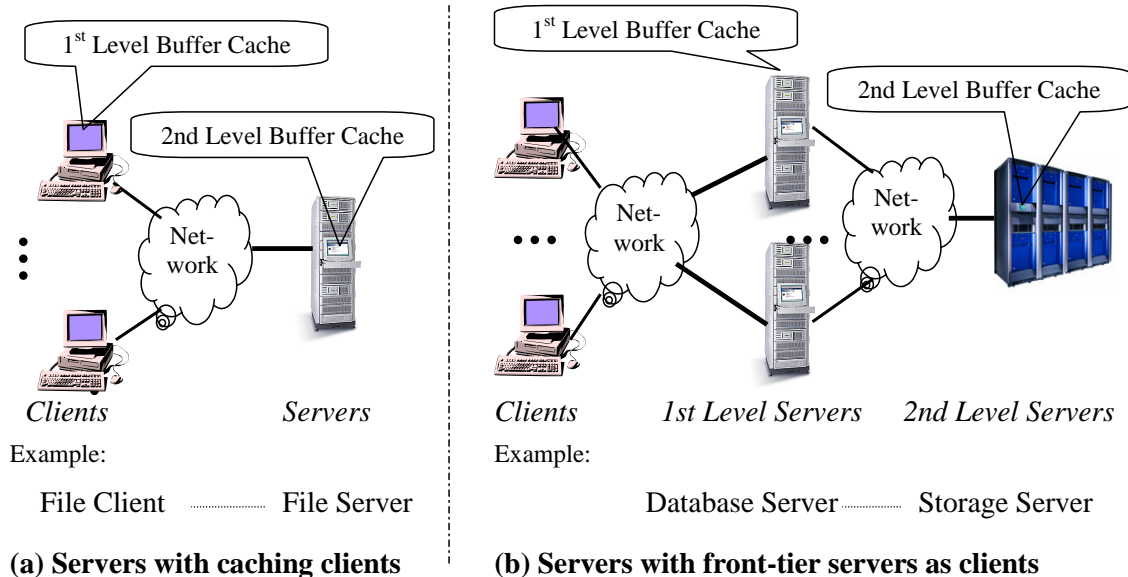 1st Level Buffer Cache
2nd Level Buffer Cache
Net-
work
Clients
Servers
Example:
File Client ........ File Server
(a) Servers with caching clients
1st Level Buffer Cache
2nd Level Buffer Cache
Net-
work
Net-
work
Clients
1st Level Servers
2nd Level Servers
Example:
Database Server ........ Storage Server
(b) Servers with front-tier servers as clients